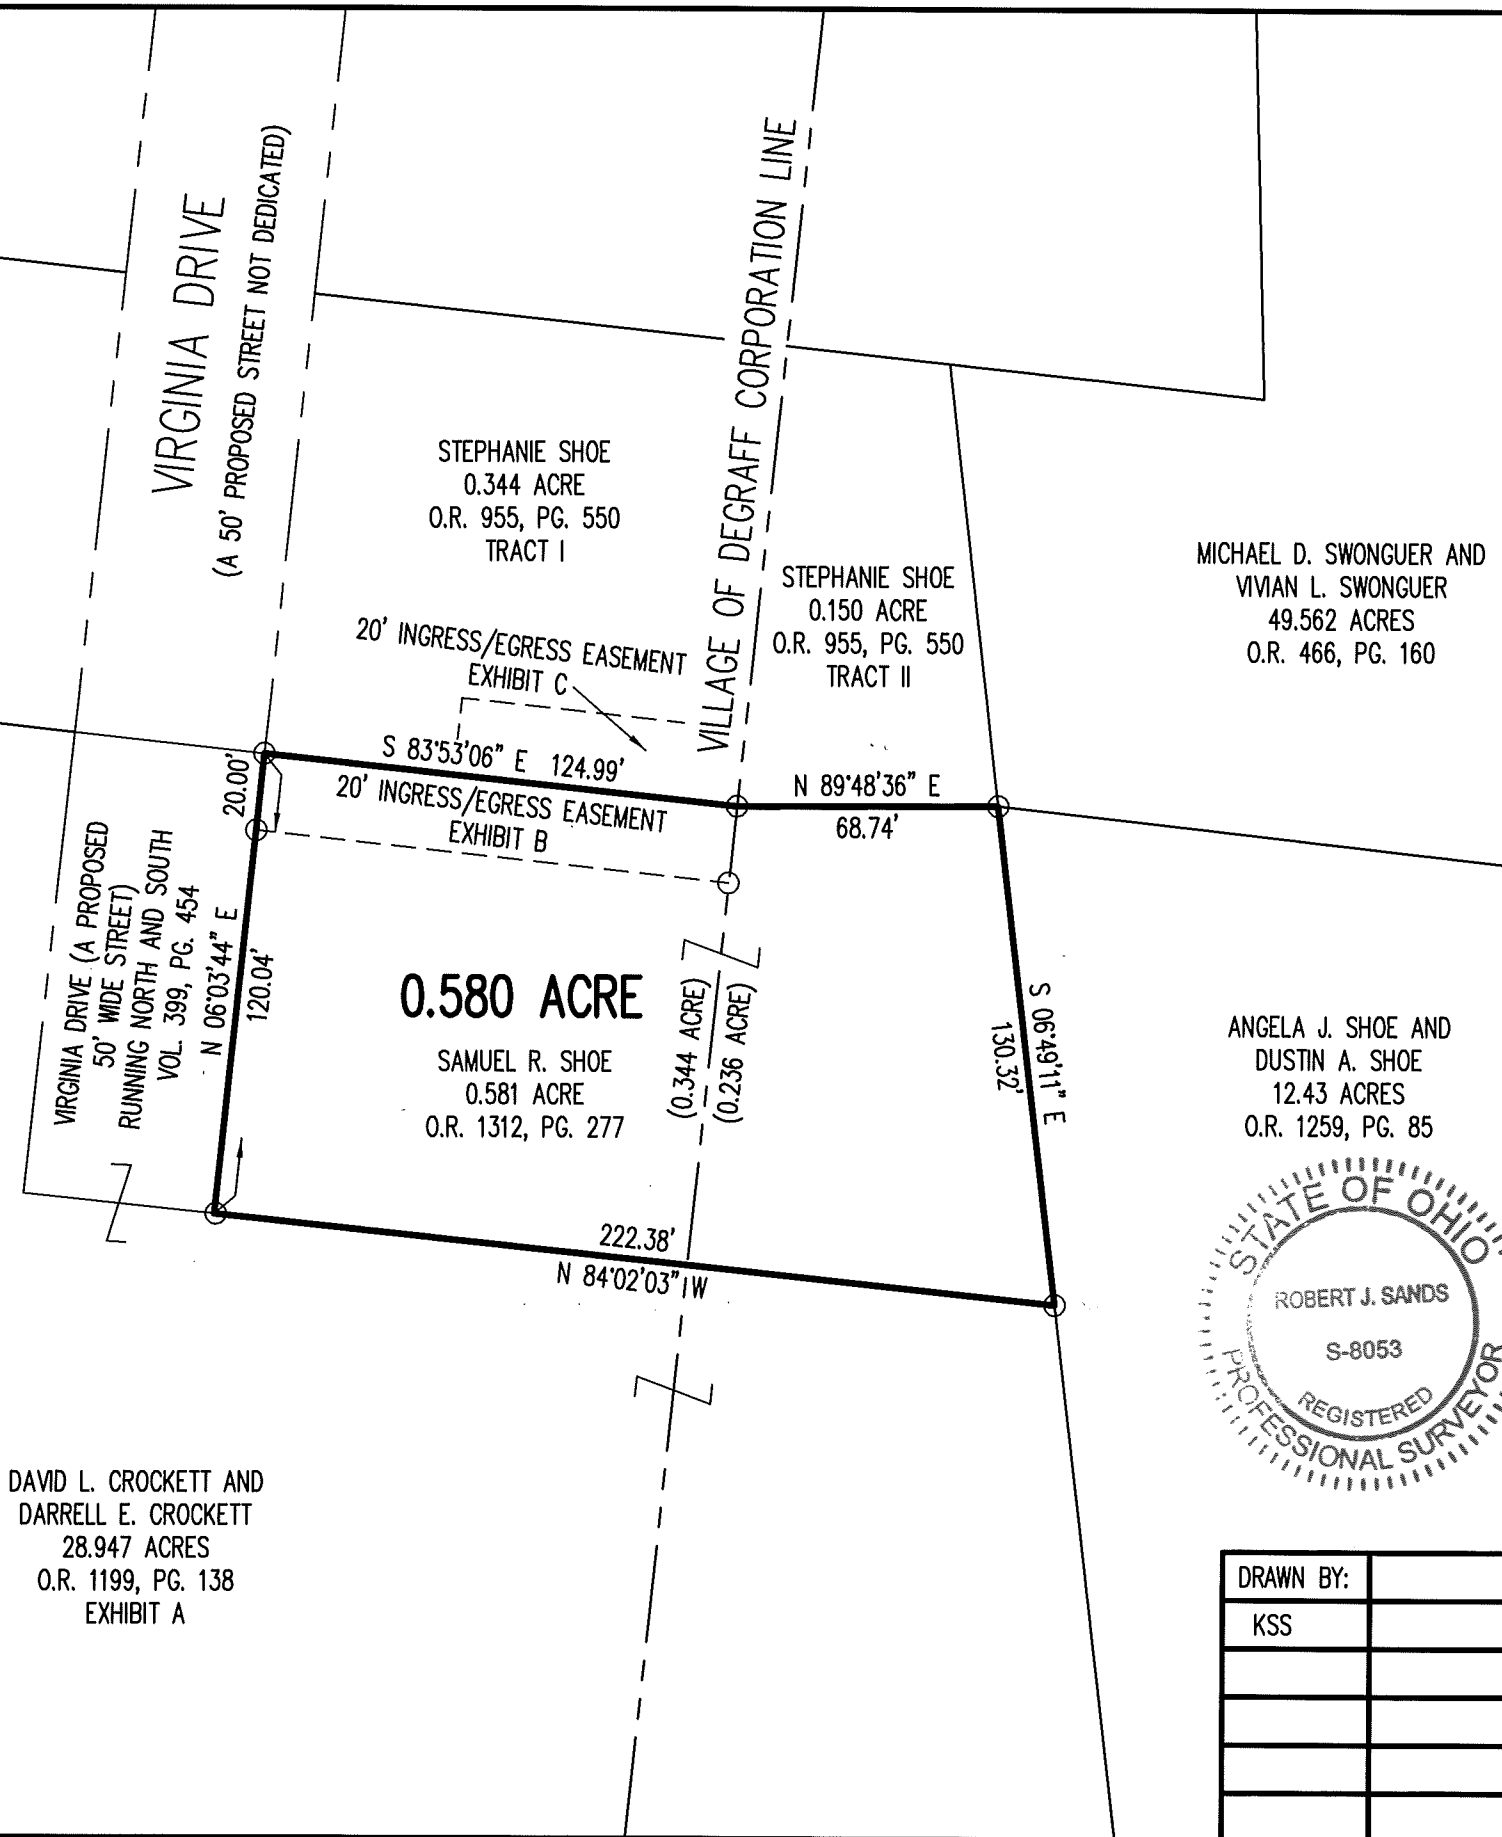 VIRGINIA DRIVE
(A 50' PROPOSED STREET NOT DEDICATED)
VILLAGE OF DEGRAFF CORPORATION LINE
STEPHANIE SHOE
0.344 ACRE
O.R. 955, PG. 550
TRACT I
STEPHANIE SHOE
0.150 ACRE
O.R. 955, PG. 550
TRACT II
MICHAEL D. SWONGUER AND
VIVIAN L. SWONGUER
49.562 ACRES
O.R. 466, PG. 160
20' INGRESS/EGRESS EASEMENT
EXHIBIT C
S 83°53'06" E 124.99'
20' INGRESS/EGRESS EASEMENT
EXHIBIT B
N 89°48'36" E
68.74'
20.00'
VIRGINIA DRIVE (A PROPOSED
50' WIDE STREET)
RUNNING NORTH AND SOUTH
VOL. 399, PG. 454
N 06°03'44" E
120.04'
0.580 ACRE
SAMUEL R. SHOE
0.581 ACRE
O.R. 1312, PG. 277
(0.344 ACRE)
(0.236 ACRE)
S 06°49'11" E
130.32'
ANGELA J. SHOE AND
DUSTIN A. SHOE
12.43 ACRES
O.R. 1259, PG. 85
STATE OF OHIO
ROBERT J. SANDS
S-8053
REGISTERED
PROFESSIONAL SURVEYOR
222.38'
N 84°02'03" W
DAVID L. CROCKETT AND
DARRELL E. CROCKETT
28.947 ACRES
O.R. 1199, PG. 138
EXHIBIT A
DRAWN BY:
KSS